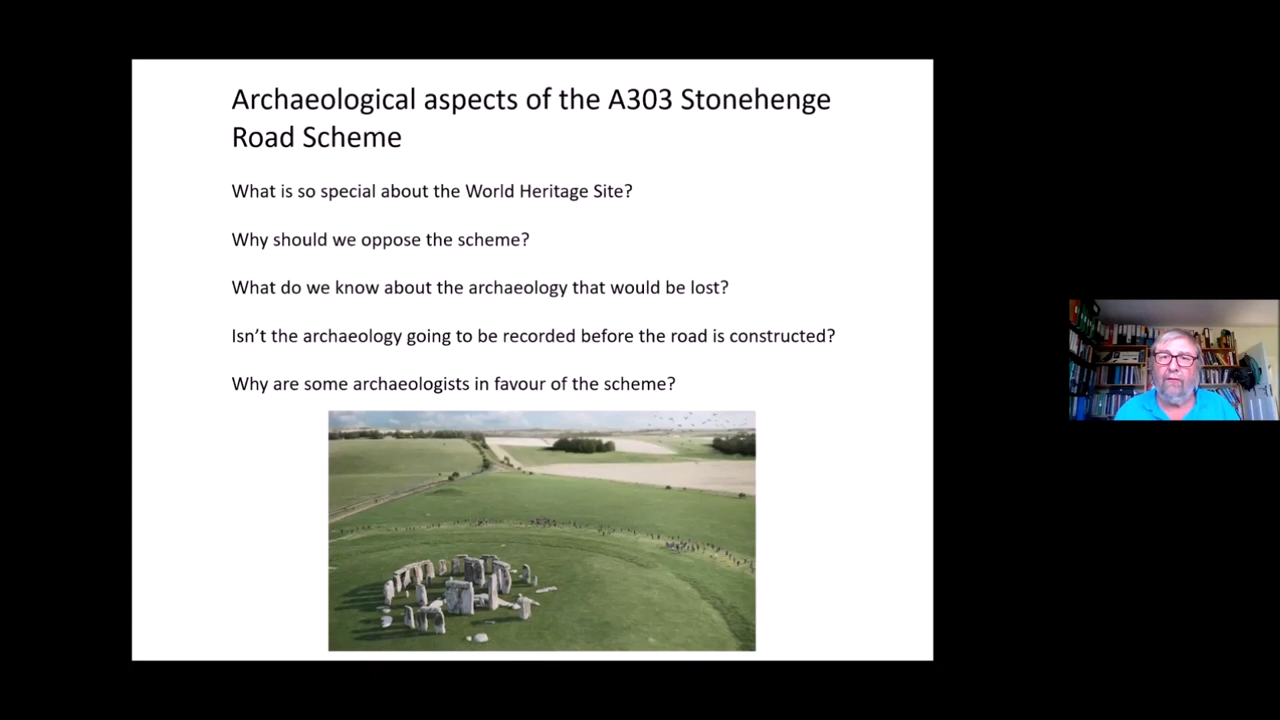 Archaeological aspects of the A303 Stonehenge
Road Scheme
What is so special about the World Heritage Site?
Why should we oppose the scheme?
What do we know about the archaeology that would be lost?
Isn’t the archaeology going to be recorded before the road is constructed?
Why are some archaeologists in favour of the scheme?